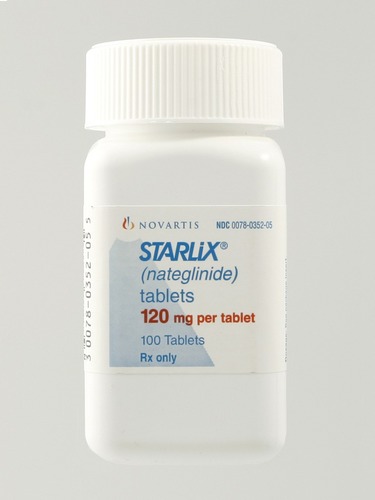 NOVARTIS
NDC 0078-0352-05
STARLiX®
(nateglinide)
tablets
120 mg per tablet
100 Tablets
Rx only
3 0078-0352-05 5